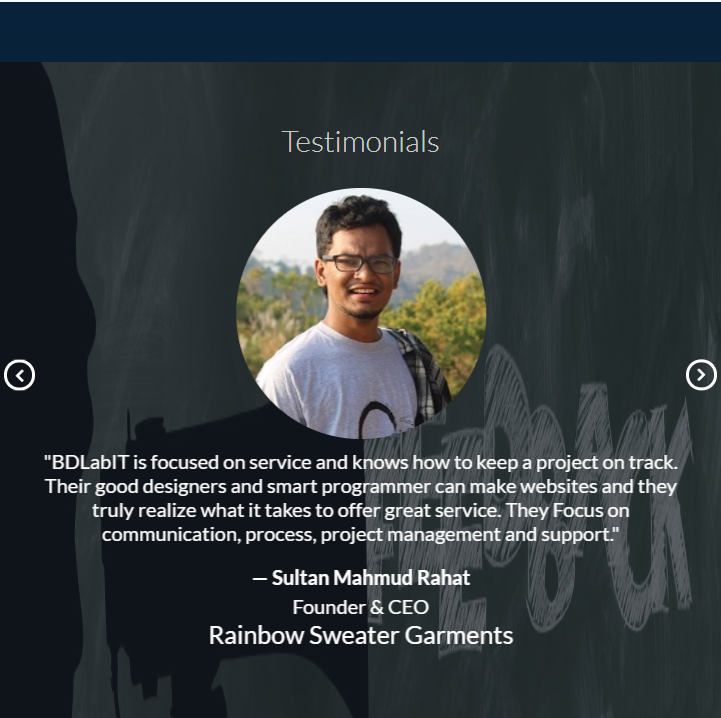 Testimonials
"BDLabIT is focused on service and knows how to keep a project on track.
Their good designers and smart programmer can make websites and they
truly realize what it takes to offer great service. They Focus on
communication, process, project management and support."
— Sultan Mahmud Rahat
Founder & CEO
Rainbow Sweater Garments
FEEDBACK